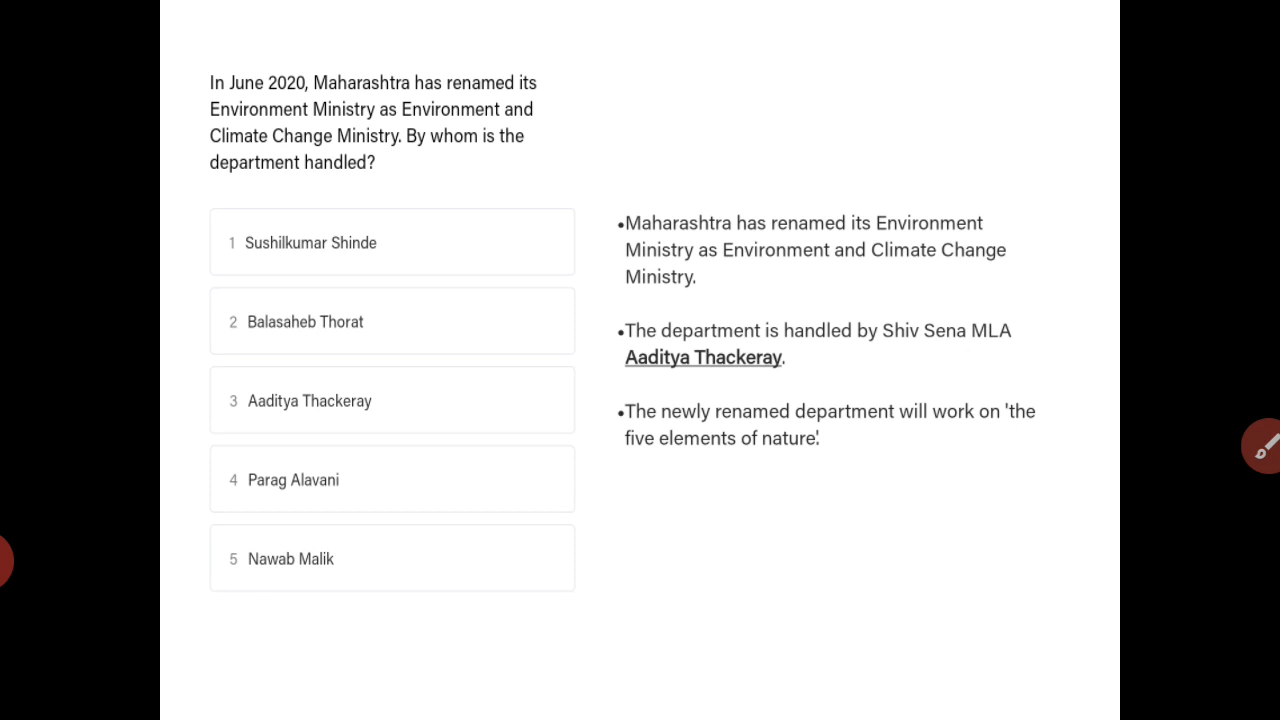 In June 2020, Maharashtra has renamed its
Environment Ministry as Environment and
Climate Change Ministry. By whom is the
department handled?
1 Sushilkumar Shinde
2 Balasaheb Thorat
3 Aaditya Thackeray
4 Parag Alavani
5 Nawab Malik
•Maharashtra has renamed its Environment
Ministry as Environment and Climate Change
Ministry.
•The department is handled by Shiv Sena MLA
Aaditya Thackeray.
•The newly renamed department will work on 'the
five elements of nature'.